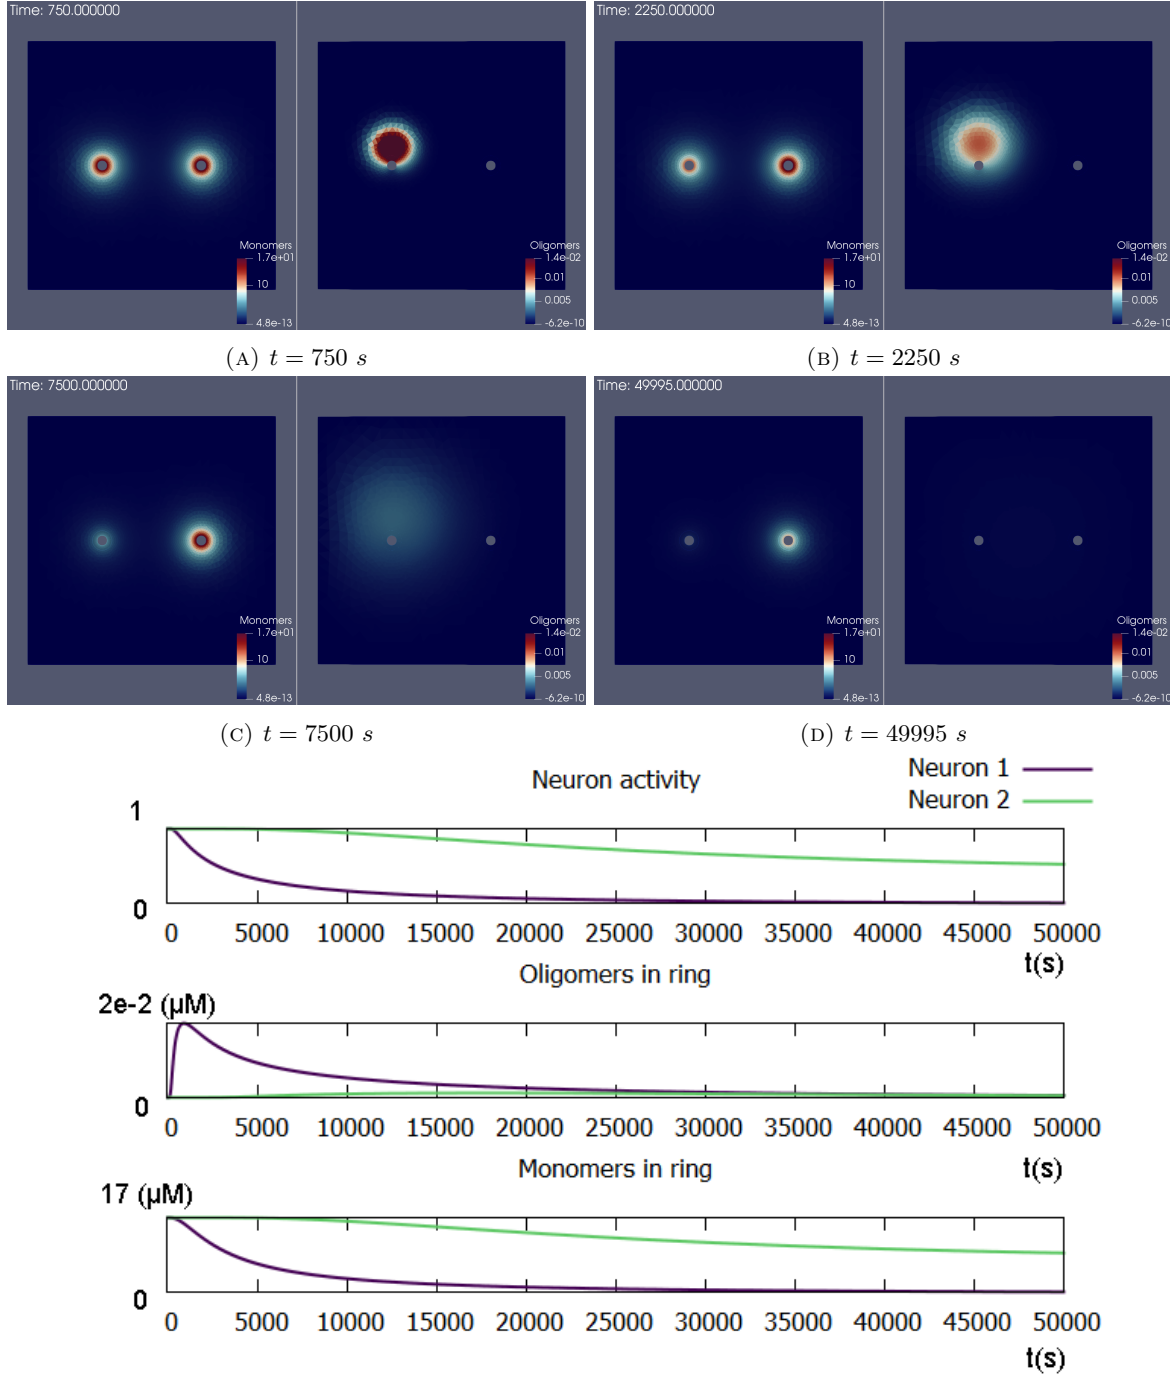 Time: 750.000000
Monomers
1.7e+01
10
4.8e-13
Oligomers
1.4e-02
0.01
0.005
-6.2e-10
(A) t = 750 s
Time: 2250.000000
Monomers
1.7e+01
10
4.8e-13
Oligomers
1.4e-02
0.01
0.005
-6.2e-10
(B) t = 2250 s
Time: 7500.000000
Monomers
1.7e+01
10
4.8e-13
Oligomers
1.4e-02
0.01
0.005
-6.2e-10
(C) t = 7500 s
Time: 49995.000000
Monomers
1.7e+01
10
4.8e-13
Oligomers
1.4e-02
0.01
0.005
-6.2e-10
(D) t = 49995 s
Neuron activity
Neuron 1
Neuron 2
1
0
0 5000 10000 15000 20000 25000 30000 35000 40000 45000 50000
t(s)
Oligomers in ring
2e-2 (μM)
0
0 5000 10000 15000 20000 25000 30000 35000 40000 45000 50000
t(s)
Monomers in ring
17 (μM)
0
0 5000 10000 15000 20000 25000 30000 35000 40000 45000 50000
t(s)